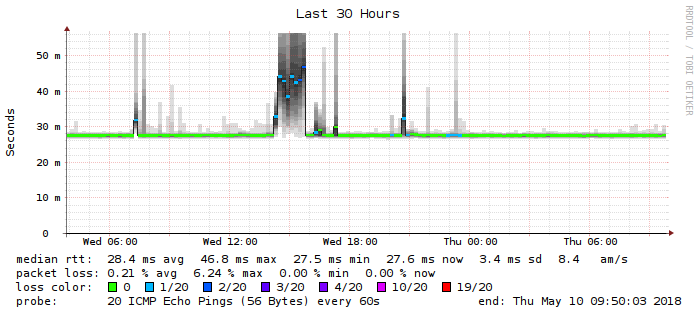 Last 30 Hours
RRDTOOL / TOBI OETIKER
Seconds
50 m
40 m
30 m
20 m
10 m
0
Wed 06:00 Wed 12:00 Wed 18:00 Thu 00:00 Thu 06:00
median rtt: 28.4 ms avg 46.8 ms max 27.5 ms min 27.6 ms now 3.4 ms sd 8.4 am/s
packet loss: 0.21 % avg 6.24 % max 0.00 % min 0.00 % now
loss color: 0 1/20 2/20 3/20 4/20 10/20 19/20
probe: 20 ICMP Echo Pings (56 Bytes) every 60s end: Thu May 10 09:50:03 2018